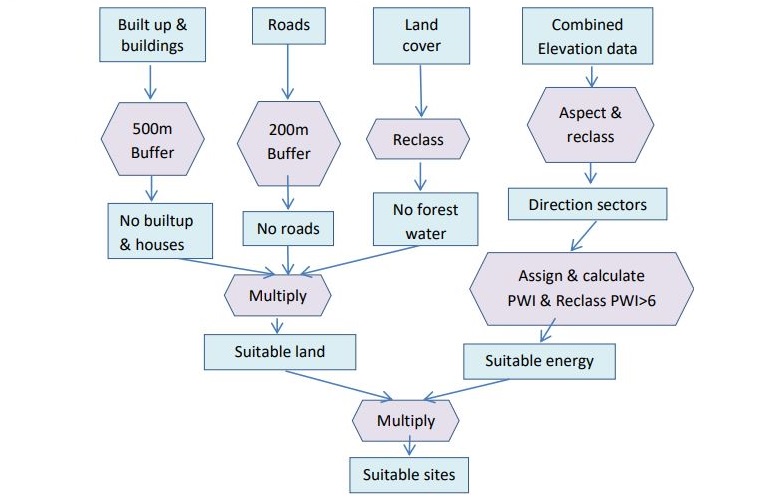 Built up &
buildings
Roads
Land
cover
Combined
Elevation data
500m
Buffer
200m
Buffer
Reclass
Aspect &
reclass
No builtup
& houses
No roads
No forest
water
Direction sectors
Multiply
Assign & calculate
PWI & Reclass PWI>6
Suitable land
Suitable energy
Multiply
Suitable sites